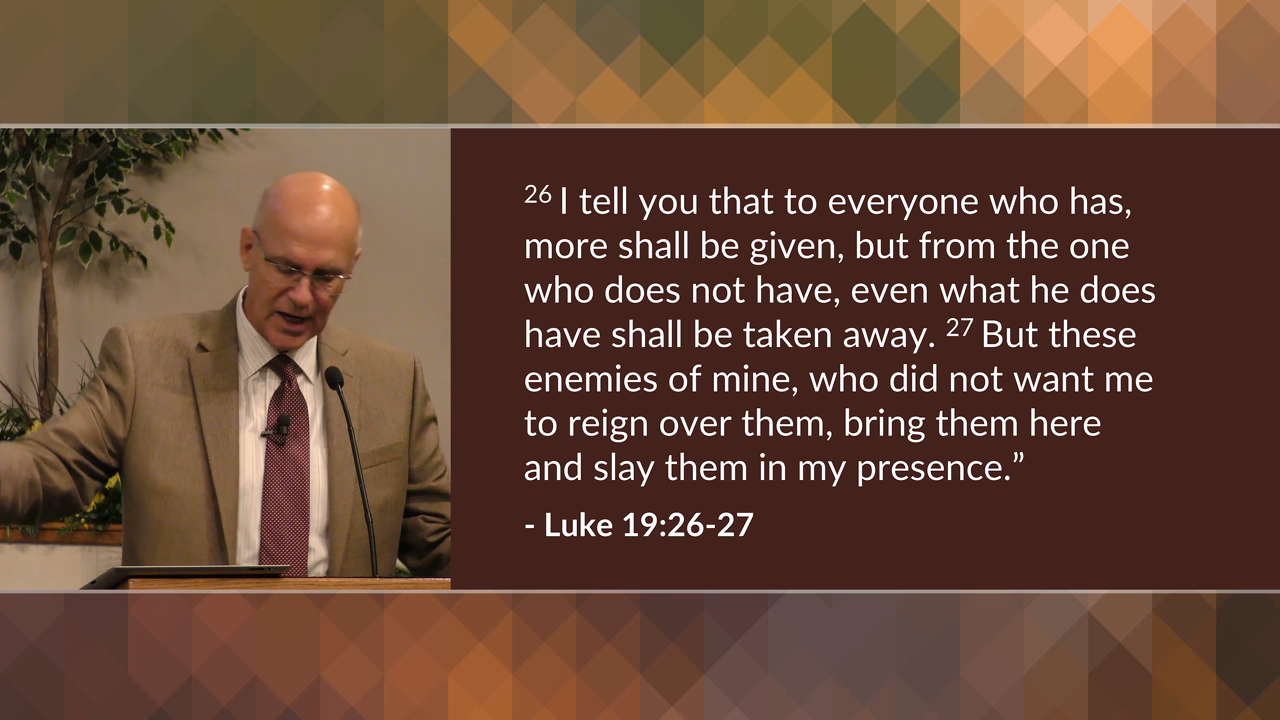 26 I tell you that to everyone who has,
more shall be given, but from the one
who does not have, even what he does
have shall be taken away. 27 But these
enemies of mine, who did not want me
to reign over them, bring them here
and slay them in my presence.”
- Luke 19:26-27